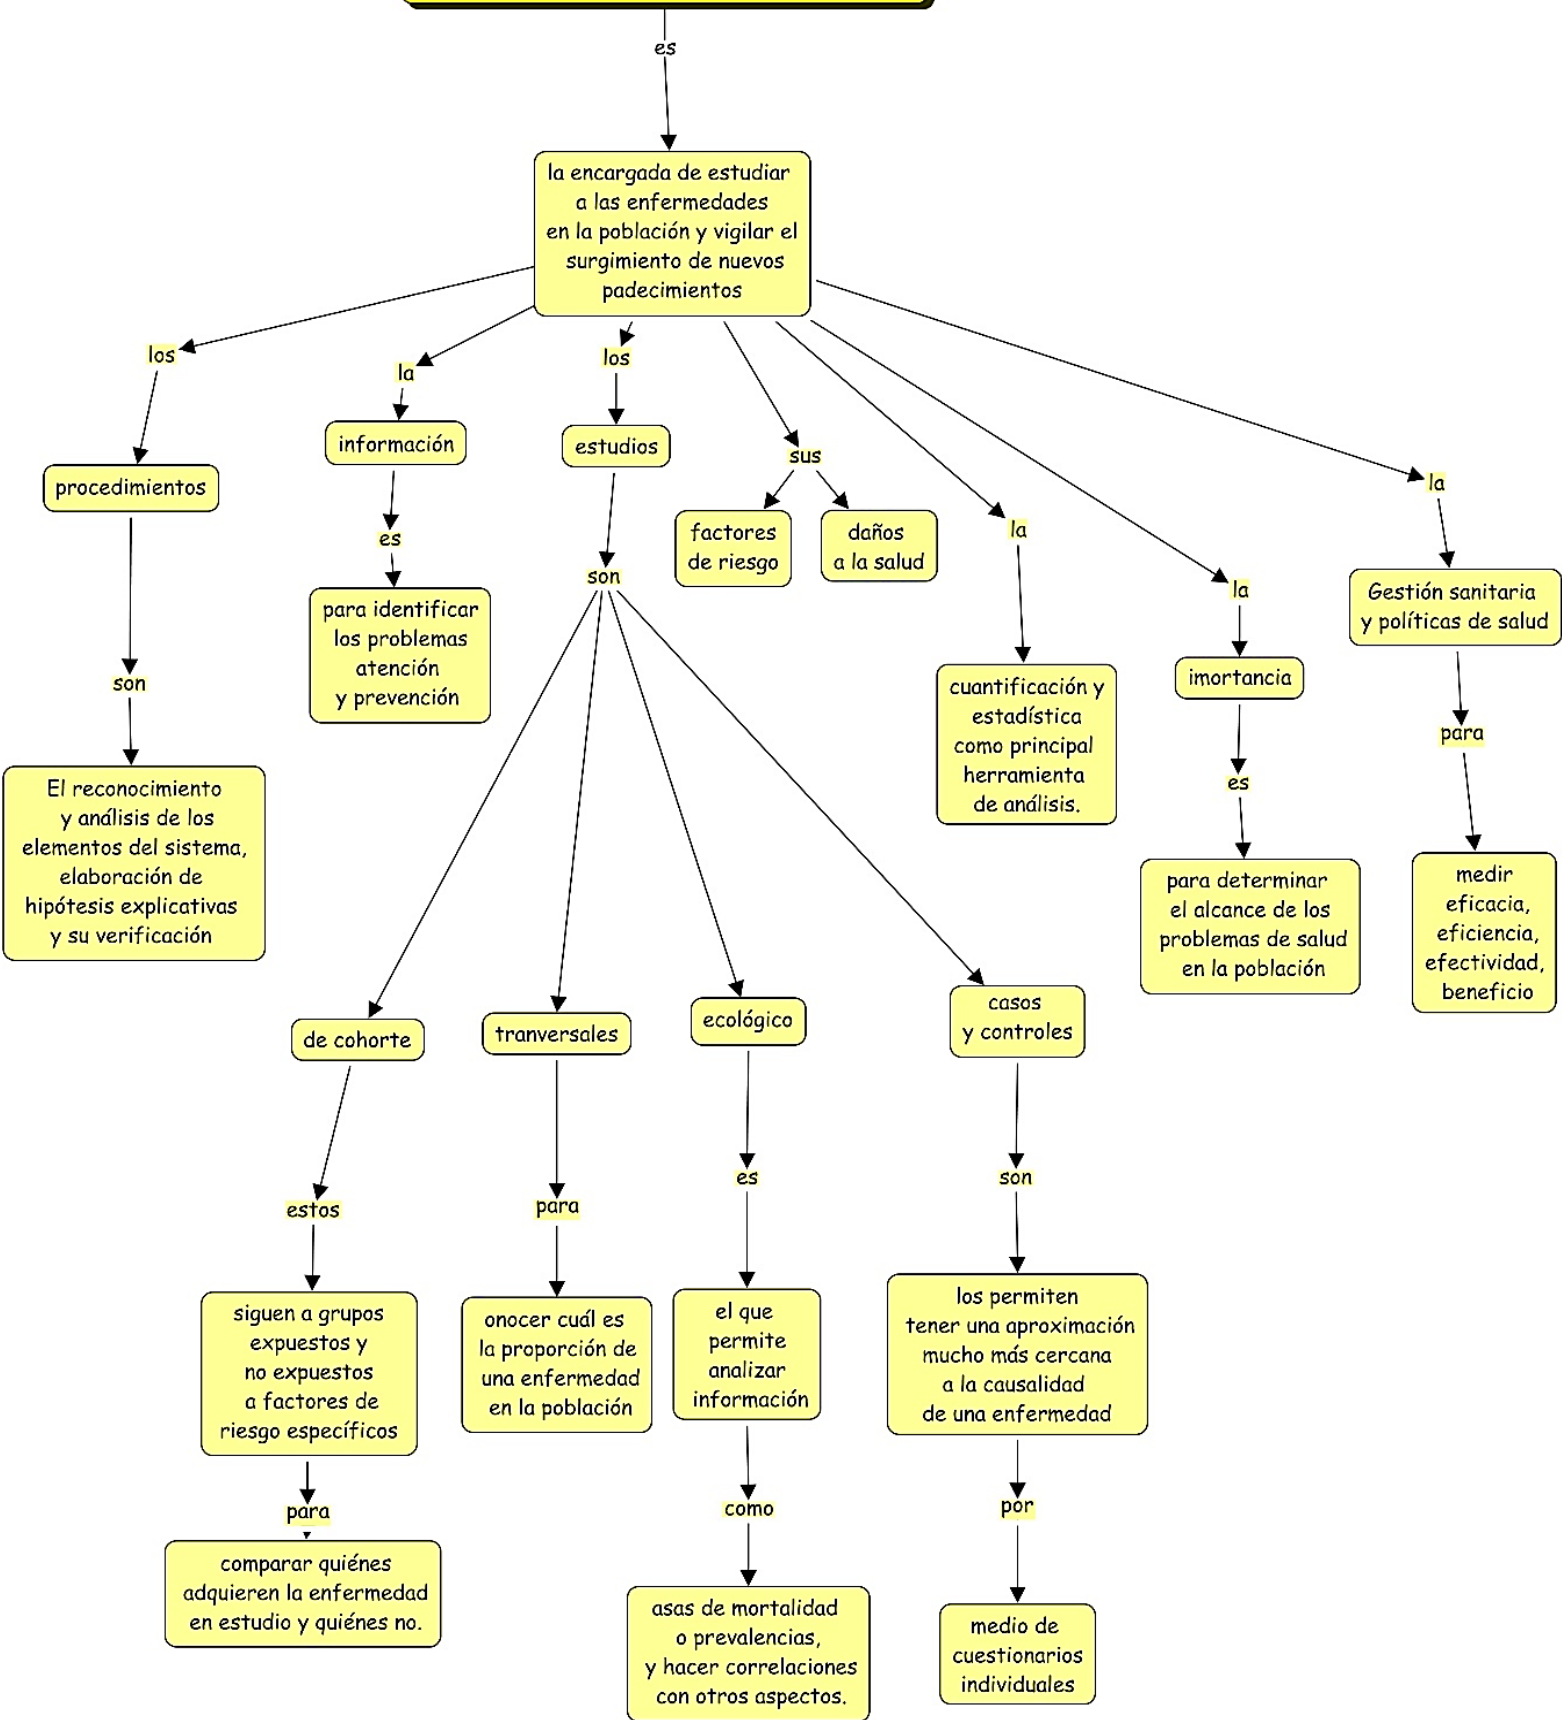 es
la encargada de estudiar
a las enfermedades
en la población y vigilar el
surgimiento de nuevos
padecimientos
los
procedimientos
son
El reconocimiento
y análisis de los
elementos del sistema,
elaboración de
hipótesis explicativas
y su verificación
la
información
es
para identificar
los problemas
atención
y prevención
los
estudios
son
de cohorte
estos
siguen a grupos
expuestos y
no expuestos
a factores de
riesgo específicos
para
comparar quiénes
adquieren la enfermedad
en estudio y quiénes no.
tranversales
para
onocer cuál es
la proporción de
una enfermedad
en la población
ecológico
es
el que
permite
analizar
información
como
asas de mortalidad
o prevalencias,
y hacer correlaciones
con otros aspectos.
casos
y controles
son
los permiten
tener una aproximación
mucho más cercana
a la causalidad
de una enfermedad
por
medio de
cuestionarios
individuales
sus
factores
de riesgo
daños
a la salud
la
cuantificación y
estadística
como principal
herramienta
de análisis.
la
imortancia
es
para determinar
el alcance de los
problemas de salud
en la población
la
Gestión sanitaria
y políticas de salud
para
medir
eficacia,
eficiencia,
efectividad,
beneficio